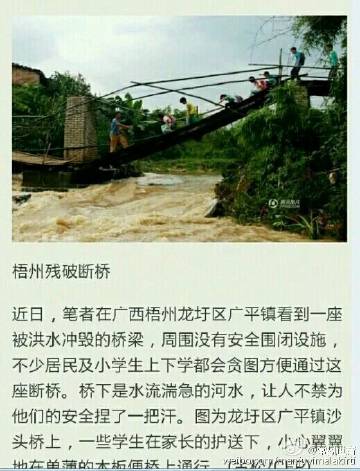 腾讯图片
梧州残破断桥
近日，笔者在广西梧州龙圩区广平镇看到一座
被洪水冲毁的桥梁，周围没有安全围闭设施，
不少居民及小学生上下学都会贪图方便通过这
座断桥。桥下是水流湍急的河水，让人不禁为
他们的安全捏了一把汗。图为龙圩区广平镇沙
头桥上，一些学生在家长的护送下，小心翼翼
地在单薄的木板便桥上通行。